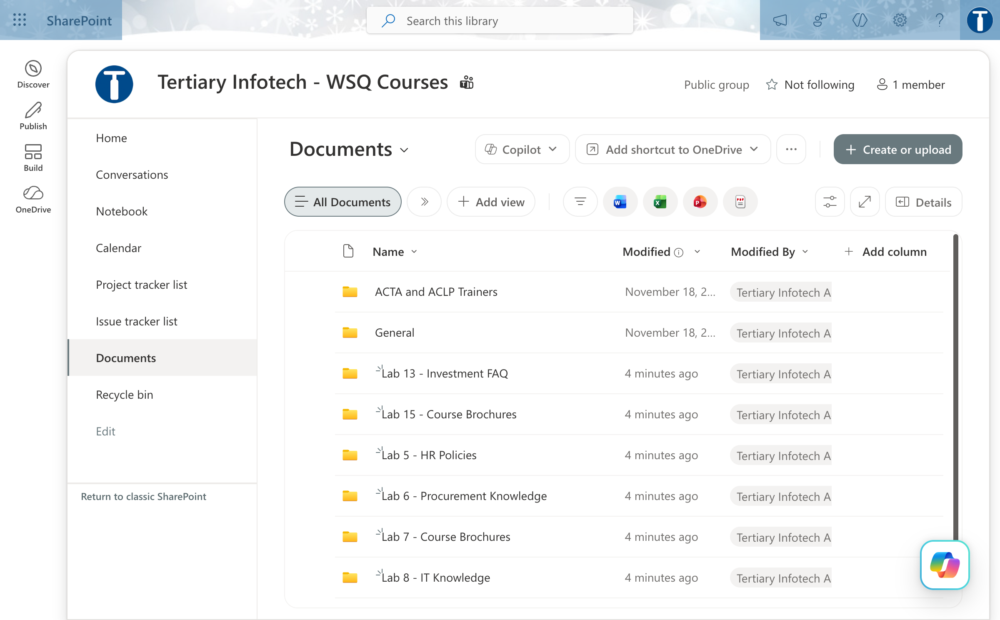 SharePoint
Search this library
Discover
Publish
Build
OneDrive
Tertiary Infotech - WSQ Courses
Public group
Not following
1 member
Home
Conversations
Notebook
Calendar
Project tracker list
Issue tracker list
Documents
Recycle bin
Edit
Return to classic SharePoint
Documents
Copilot
Add shortcut to OneDrive
Create or upload
All Documents
Add view
Details
Name
Modified
Modified By
Add column
ACTA and ACLP Trainers November 18, 2... Tertiary Infotech A
General November 18, 2... Tertiary Infotech A
Lab 13 - Investment FAQ 4 minutes ago Tertiary Infotech A
Lab 15 - Course Brochures 4 minutes ago Tertiary Infotech A
Lab 5 - HR Policies 4 minutes ago Tertiary Infotech A
Lab 6 - Procurement Knowledge 4 minutes ago Tertiary Infotech A
Lab 7 - Course Brochures 4 minutes ago Tertiary Infotech A
Lab 8 - IT Knowledge 4 minutes ago Tertiary Infotech A